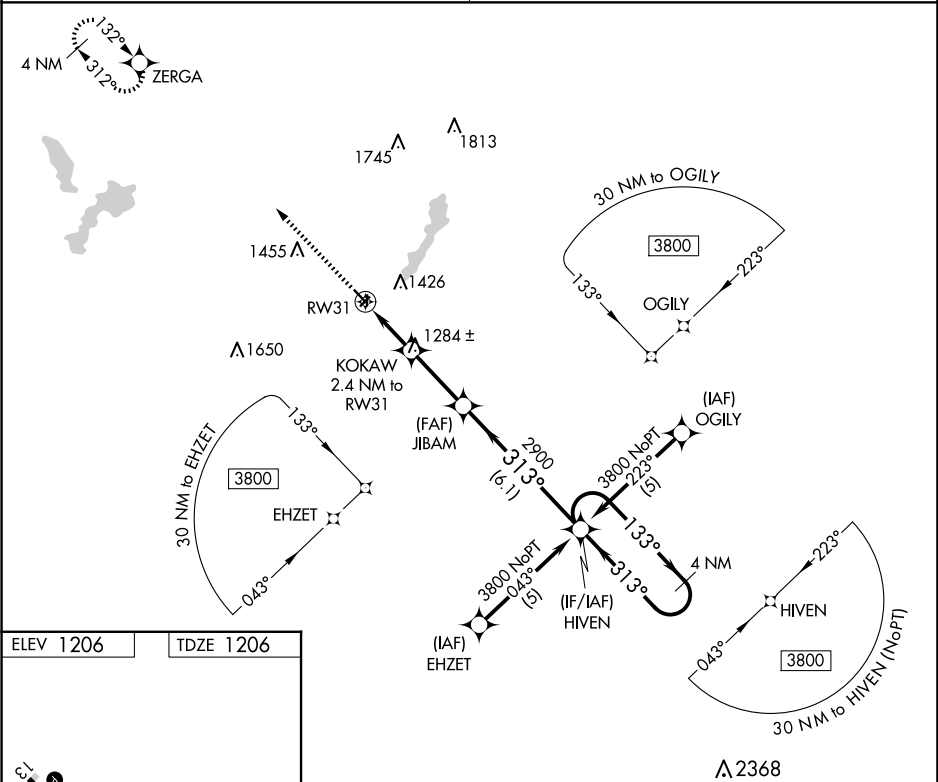 132°
4 NM
312°
ZERGA
1745
1813
30 NM to OGILY
3800
133°
223°
OGILY
1455
1426
RW31
1284 ±
1650
KOKAW
2.4 NM to
RW31
(FAF)
JIBAM
(IAF)
OGILY
30 NM to EHZET
133°
3800
EHZET
043°
2900
313°
(6.1)
3800 NoPT
223°
(5)
133°
4 NM
313°
3800 NoPT
043°
(5)
(IF/IAF)
HIVEN
(IAF)
EHZET
223°
HIVEN
043°
3800
30 NM to HIVEN (NoPT)
2368
ELEV 1206
TDZE 1206
13